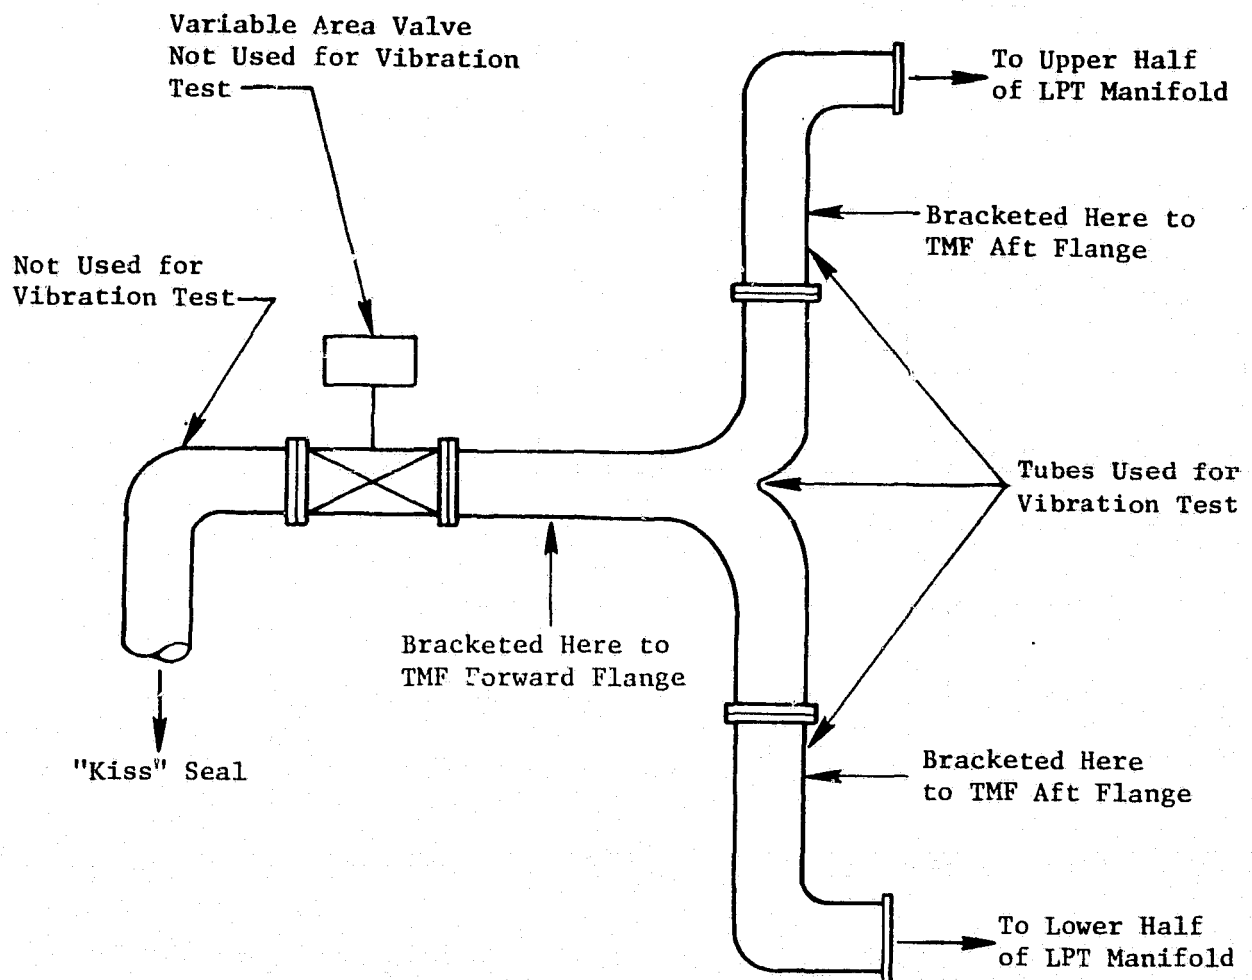 Variable Area Valve
Not Used for Vibration
Test
To Upper Half
of LPT Manifold
Bracketed Here to
TMF Aft Flange
Not Used for
Vibration Test
Tubes Used for
Vibration Test
Bracketed Here to
TMF Forward Flange
"Kiss" Seal
Bracketed Here
to TMF Aft Flange
To Lower Half
of LPT Manifold